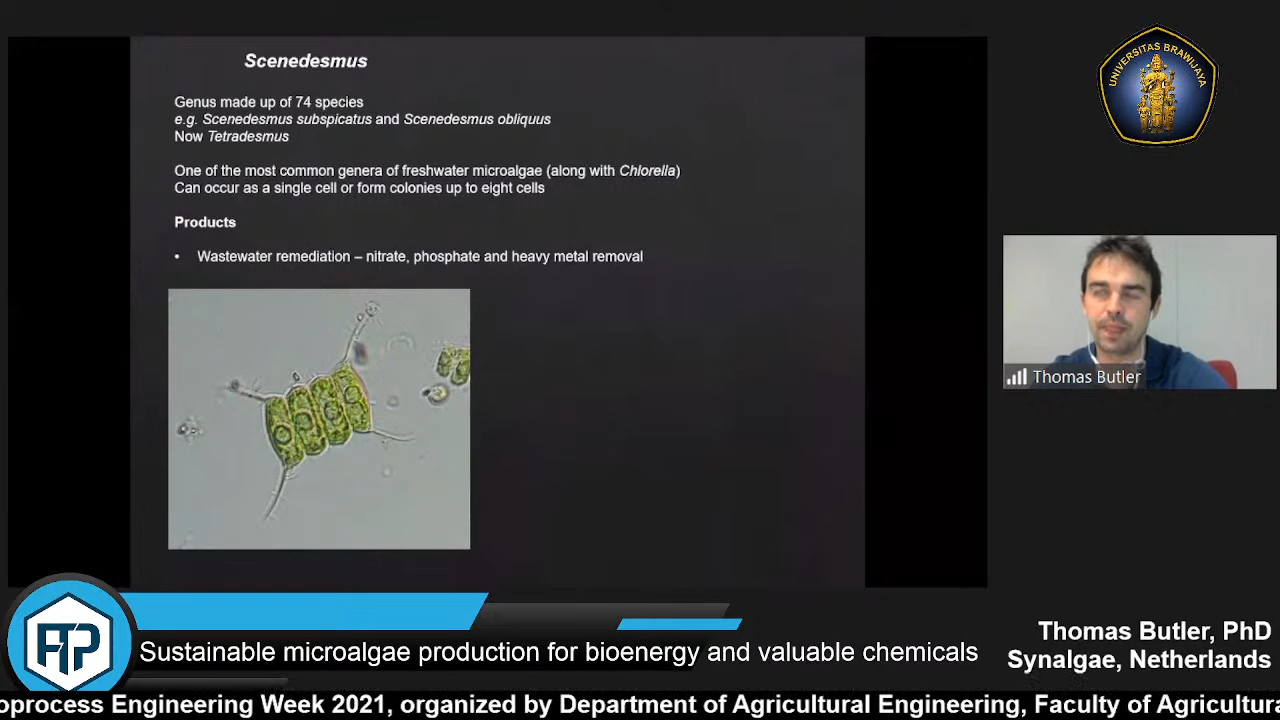 Scenedesmus
Genus made up of 74 species
e.g. Scenedesmus subspicatus and Scenedesmus obliquus
Now Tetradesmus
One of the most common genera of freshwater microalgae (along with Chlorella)
Can occur as a single cell or form colonies up to eight cells
Products
• Wastewater remediation – nitrate, phosphate and heavy metal removal
UNIVERSITAS BRAWIJAYA
Thomas Butler
TP
Sustainable microalgae production for bioenergy and valuable chemicals
Thomas Butler, PhD
Synalgae, Netherlands
oprocess Engineering Week 2021, organized by Department of Agricultural Engineering, Faculty of Agricultura